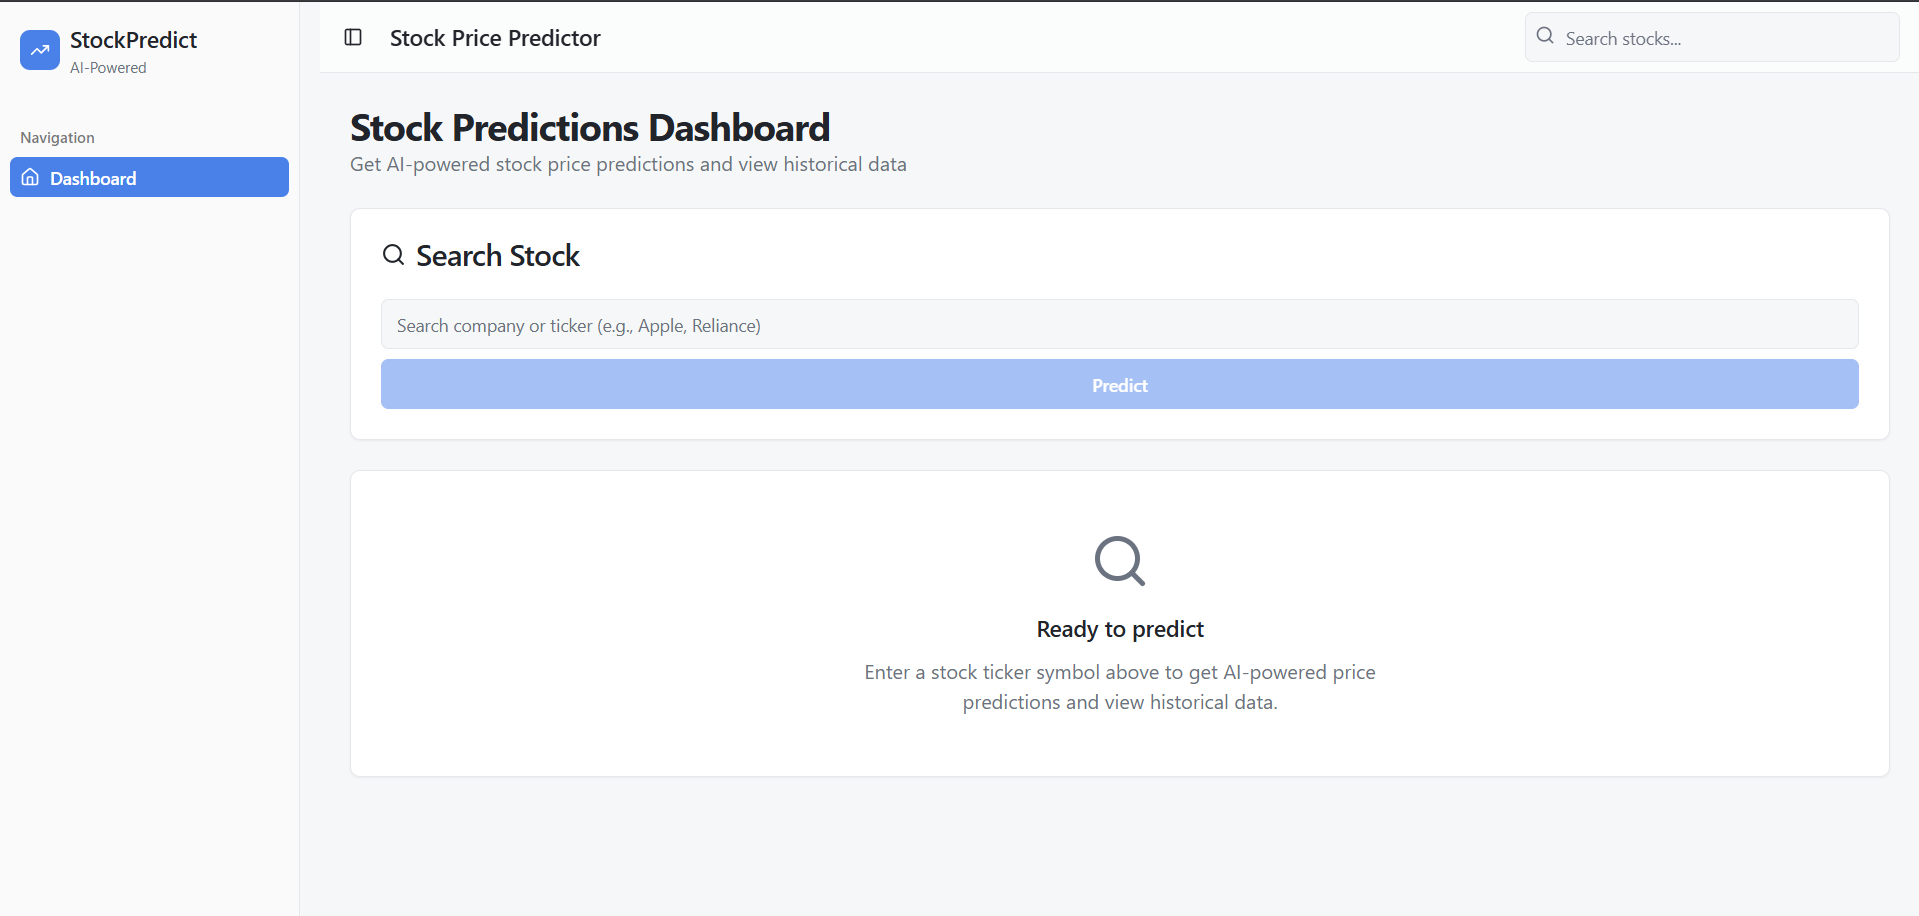 StockPredict
AI-Powered
Navigation
Dashboard
Stock Price Predictor
Search stocks...
Stock Predictions Dashboard
Get AI-powered stock price predictions and view historical data
Search Stock
Search company or ticker (e.g., Apple, Reliance)
Predict
Ready to predict
Enter a stock ticker symbol above to get AI-powered price
predictions and view historical data.